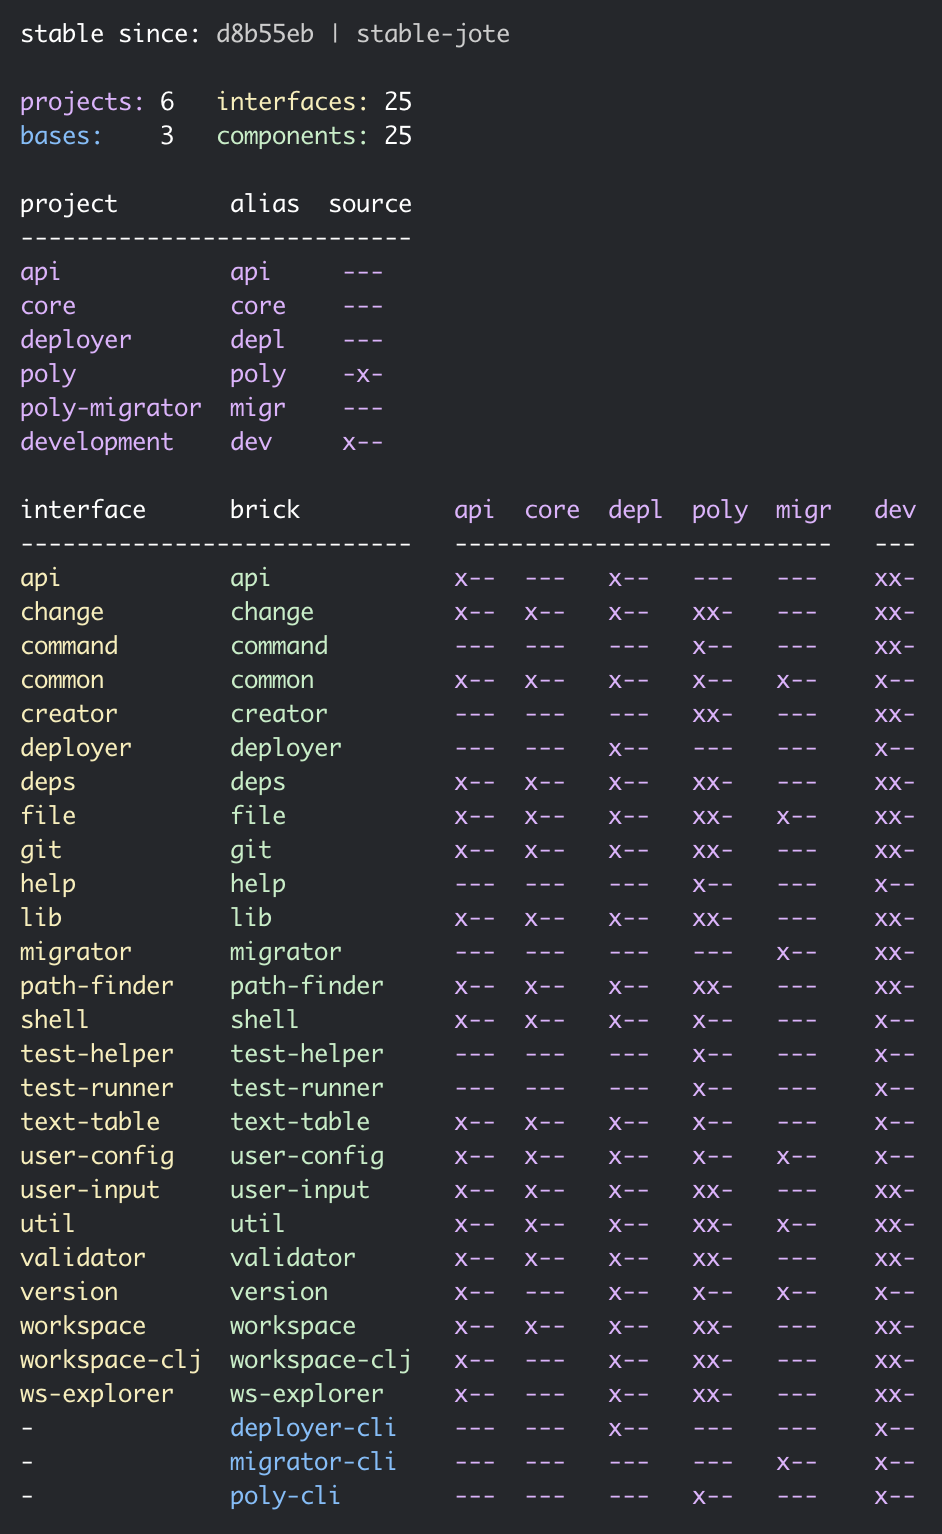 stable since: d8b55eb | stable-jote
projects: 6   interfaces: 25
bases:    3   components: 25
project        alias  source
----------------------------
api            api     ---
core           core    ---
deployer       depl    ---
poly           poly    -x-
poly-migrator  migr    ---
development    dev     x--
interface      brick           api  core  depl  poly  migr   dev
----------------------------   ---------------------------   ---
api            api             x--  ---   x--   ---   ---    xx-
change         change          x--  x--   x--   xx-   ---    xx-
command        command         ---  ---   ---   x--   ---    xx-
common         common          x--  x--   x--   x--   x--    x--
creator        creator         ---  ---   ---   xx-   ---    xx-
deployer       deployer        ---  ---   x--   ---   ---    x--
deps           deps            x--  x--   x--   xx-   ---    xx-
file           file            x--  x--   x--   xx-   x--    xx-
git            git             x--  x--   x--   xx-   ---    xx-
help           help            ---  ---   ---   x--   ---    x--
lib            lib             x--  x--   x--   xx-   ---    xx-
migrator       migrator        ---  ---   ---   ---   x--    xx-
path-finder    path-finder     x--  x--   x--   xx-   ---    xx-
shell          shell           x--  x--   x--   x--   ---    x--
test-helper    test-helper     ---  ---   ---   x--   ---    x--
test-runner    test-runner     ---  ---   ---   x--   ---    x--
text-table     text-table      x--  x--   x--   x--   ---    x--
user-config    user-config     x--  x--   x--   x--   x--    x--
user-input     user-input      x--  x--   x--   xx-   ---    xx-
util           util            x--  x--   x--   xx-   x--    xx-
validator      validator       x--  x--   x--   xx-   ---    xx-
version        version         x--  ---   x--   x--   x--    x--
workspace      workspace       x--  x--   x--   xx-   ---    xx-
workspace-clj  workspace-clj   x--  ---   x--   xx-   ---    xx-
ws-explorer    ws-explorer     x--  ---   x--   xx-   ---    xx-
-              deployer-cli    ---  ---   x--   ---   ---    x--
-              migrator-cli    ---  ---   ---   ---   x--    x--
-              poly-cli        ---  ---   ---   x--   ---    x--